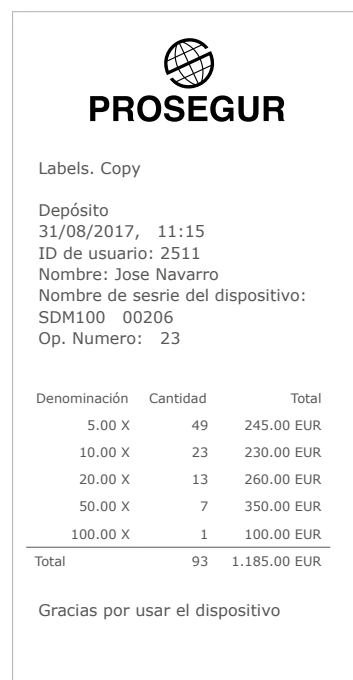 PROSEGUR
Labels. Copy
Depósito
31/08/2017, 11:15
ID de usuario: 2511
Nombre: Jose Navarro
Nombre de sesrie del dispositivo:
SDM100 00206
Op. Numero: 23
Denominación Cantidad Total
5.00 X 49 245.00 EUR
10.00 X 23 230.00 EUR
20.00 X 13 260.00 EUR
50.00 X 7 350.00 EUR
100.00 X 1 100.00 EUR
Total 93 1.185.00 EUR
Gracias por usar el dispositivo